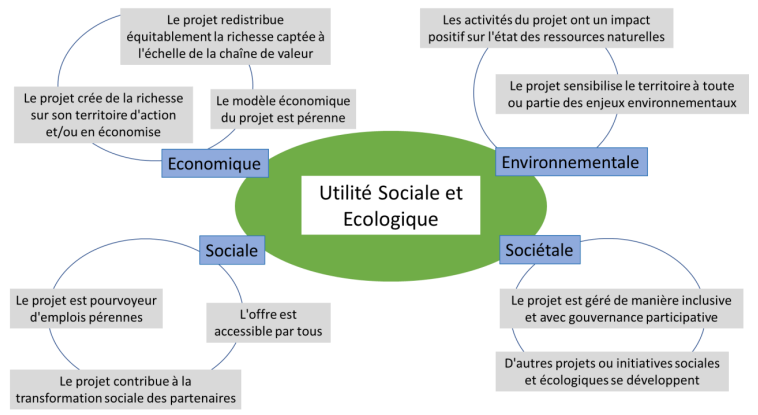 Le projet redistribue
équitablement la richesse captée à
l'échelle de la chaîne de valeur
Le projet crée de la richesse
sur son territoire d'action
et/ou en économise
Le modèle économique
du projet est pérenne
Economique
Les activités du projet ont un impact
positif sur l'état des ressources naturelles
Le projet sensibilise le territoire à toute
ou partie des enjeux environnementaux
Environnementale
Utilité Sociale et
Ecologique
Sociale
Le projet est pourvoyeur
d'emplois pérennes
L'offre est
accessible par tous
Le projet contribue à la
transformation sociale des partenaires
Sociétale
Le projet est géré de manière inclusive
et avec gouvernance participative
D'autres projets ou initiatives sociales
et écologiques se développent